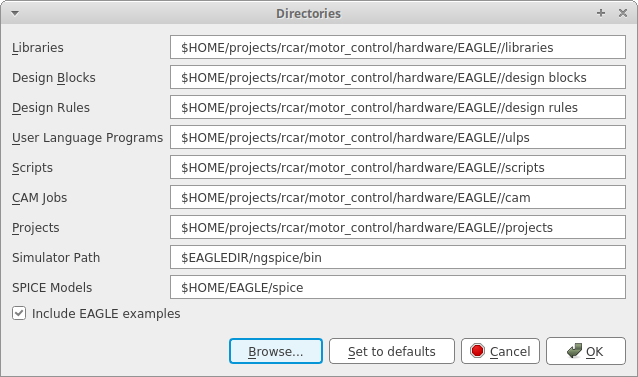 Directories
Libraries $HOME/projects/rcar/motor_control/hardware/EAGLE//libraries
Design Blocks $HOME/projects/rcar/motor_control/hardware/EAGLE//design blocks
Design Rules $HOME/projects/rcar/motor_control/hardware/EAGLE//design rules
User Language Programs $HOME/projects/rcar/motor_control/hardware/EAGLE//ulps
Scripts $HOME/projects/rcar/motor_control/hardware/EAGLE//scripts
CAM Jobs $HOME/projects/rcar/motor_control/hardware/EAGLE//cam
Projects $HOME/projects/rcar/motor_control/hardware/EAGLE//projects
Simulator Path $EAGLEDIR/ngspice/bin
SPICE Models $HOME/EAGLE/spice
Include EAGLE examples
Browse... Set to defaults Cancel OK